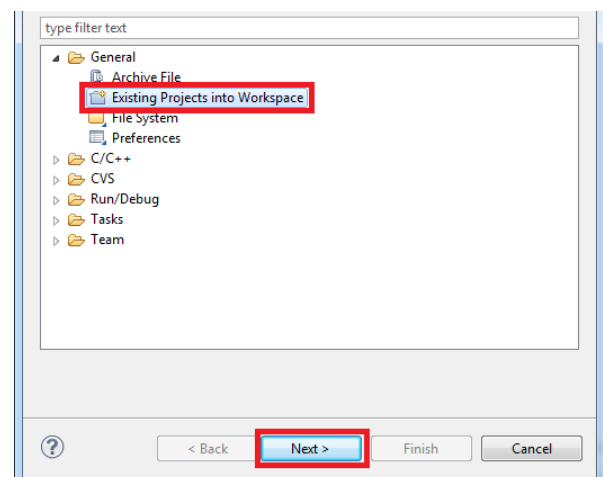 type filter text
General
Archive File
Existing Projects into Workspace
File System
Preferences
C/C++
CVS
Run/Debug
Tasks
Team
? < Back Next > Finish Cancel